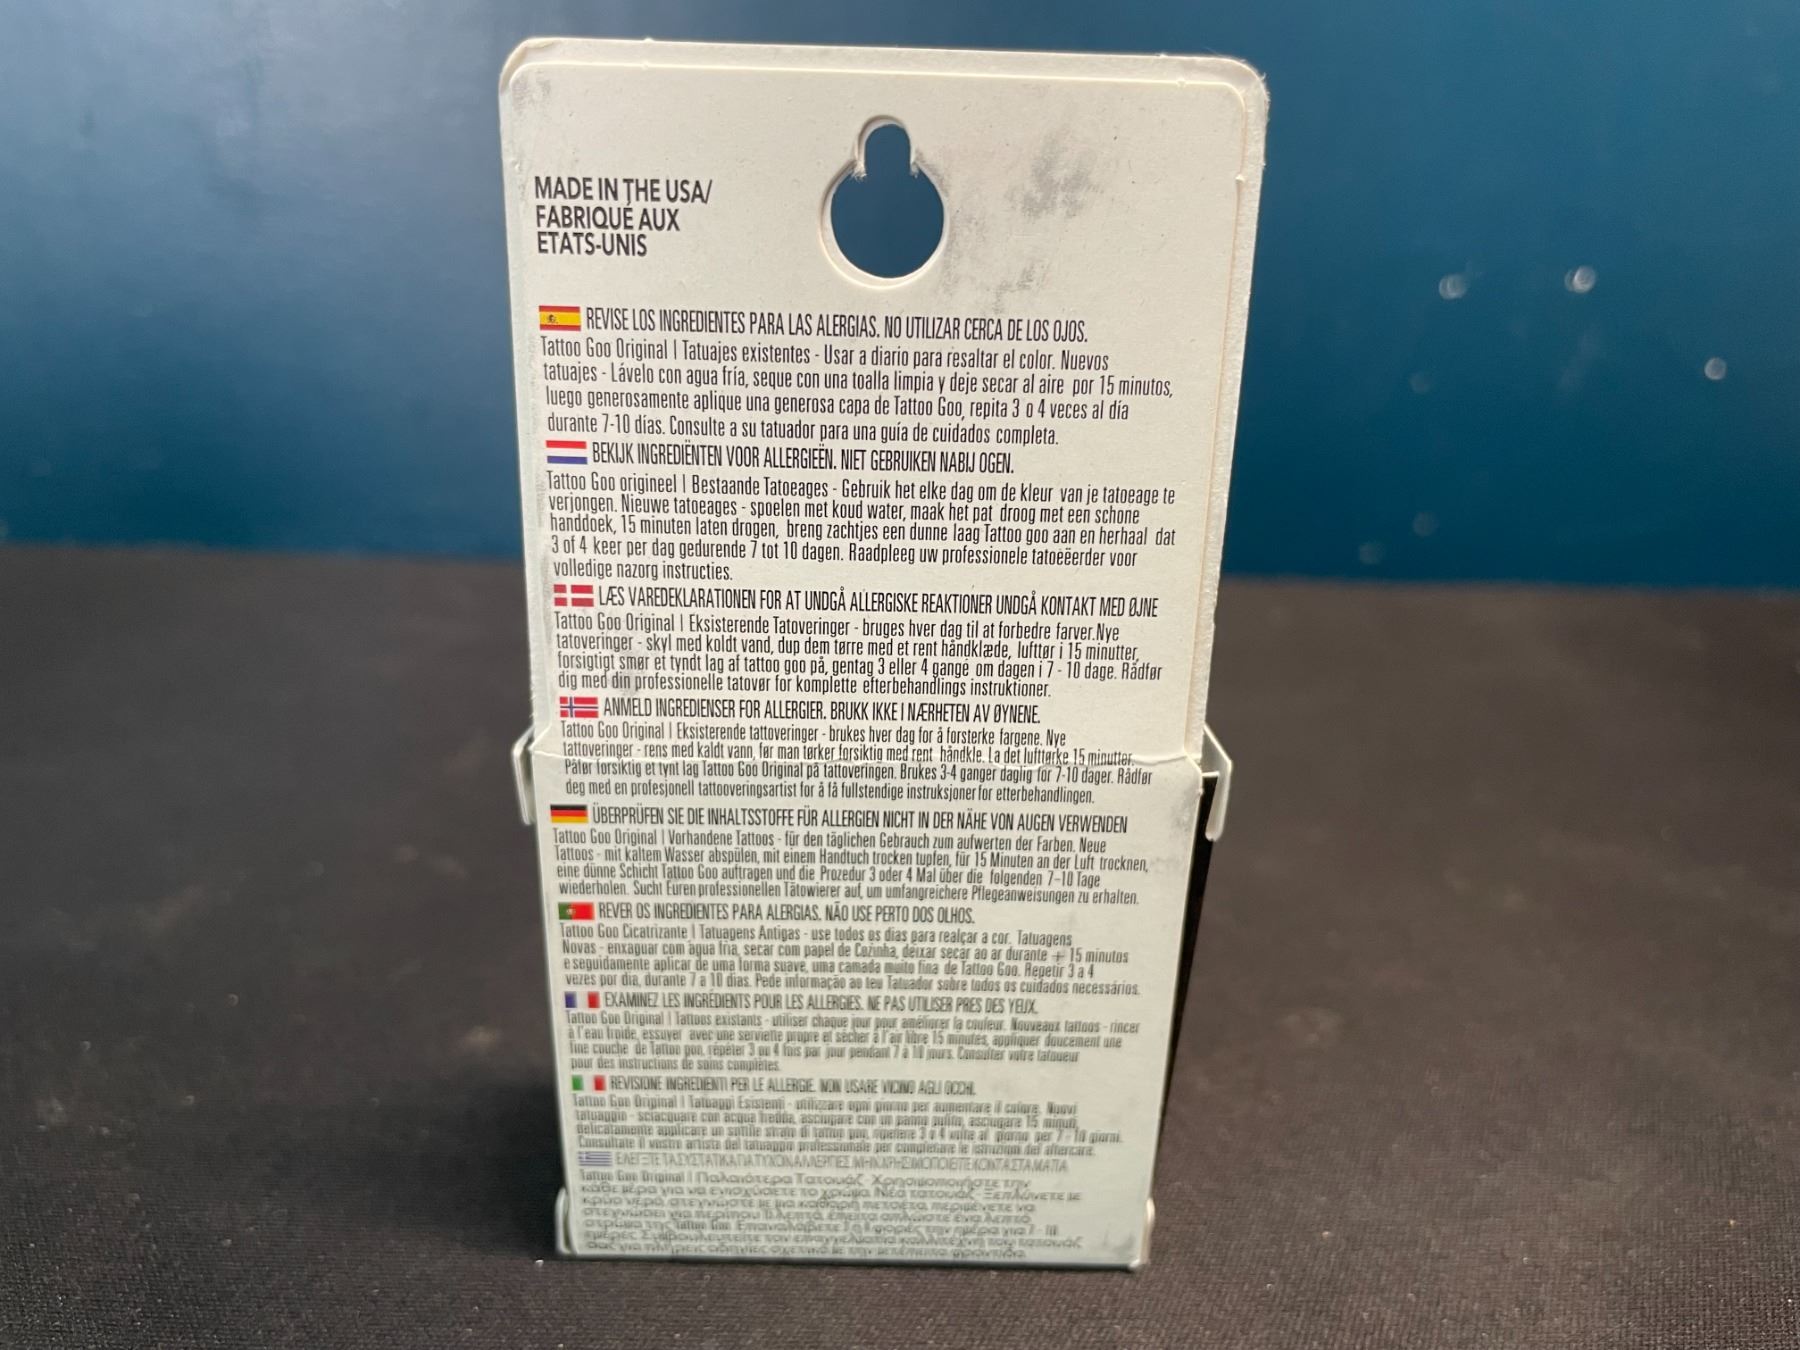 MADE IN THE USA/
FABRIQUÉ AUX
ETATS-UNIS
REVISE LOS INGREDIENTES PARA LAS ALERGIAS. NO UTILIZAR CERCA DE LOS OJOS.
Tattoo Goo Original | Tatuajes existentes - Usar a diario para resaltar el color. Nuevos
tatuajes - Lávelo con agua fría, seque con una toalla limpia y deje secar al aire por 15 minutos,
luego generosamente aplique una generosa capa de Tattoo Goo, repita 3 o 4 veces al día
durante 7-10 días. Consulte a su tatuador para una guía de cuidados completa.
BEKIJK INGREDIËNTEN VOOR ALLERGIEËN. NIET GEBRUIKEN NABIJ OGEN.
Tattoo Goo origineel | Bestaande Tatoeages - Gebruik het elke dag om de kleur van je tatoeage te
verjongen. Nieuwe tatoeages - spoelen met koud water, maak het pat droog met een schone
handdoek, 15 minuten laten drogen, breng zachtjes een dunne laag Tattoo goo aan en herhaal dat
3 of 4 keer per dag gedurende 7 tot 10 dagen. Raadpleeg uw professionele tatoëëerder voor
volledige nazorg instructies.
LÆS VAREDEKLARATIONEN FOR AT UNDGÅ ALLERGISKE REAKTIONER UNDGÅ KONTAKT MED ØJNE
Tattoo Goo Original | Eksisterende Tatoveringer - bruges hver dag til at forbedre farver.Nye
tatoveringer - skyl med koldt vand, dup dem tørre med et rent håndklæde, lufttør i 15 minutter,
forsigtigt smør et tyndt lag af tattoo goo på, gentag 3 eller 4 gange om dagen i 7 - 10 dage. Rådfør
dig med din professionelle tatovør for komplette efterbehandlings instruktioner.
ANMELD INGREDIENSER FOR ALLERGIER. BRUKK IKKE I NÆRHETEN AV ØYNENE.
Tattoo Goo Original | Eksisterende tattoveringer - brukes hver dag for å forsterke fargene. Nye
tattoveringer - rens med kaldt vann, før man tørker forsiktig med rent håndkle. La det lufttørke 15 minutter.
Påfør forsiktig et tynt lag Tattoo Goo Original på tattoveringen. Brukes 3-4 ganger daglig for 7-10 dager. Rådfør
deg med en profesjonell tattooveringsartist for å få fullstendige instruksjoner for etterbehandlingen.
ÜBERPRÜFEN SIE DIE INHALTSSTOFFE FÜR ALLERGIEN NICHT IN DER NÄHE VON AUGEN VERWENDEN
Tattoo Goo Original | Vorhandene Tattoos - für den täglichen Gebrauch zum aufwerten der Farben. Neue
Tattoos - mit kaltem Wasser abspülen, mit einem Handtuch trocken tupfen, für 15 Minuten an der Luft trocknen,
eine dünne Schicht Tattoo Goo auftragen und die Prozedur 3 oder 4 Mal über die folgenden 7-10 Tage
wiederholen. Sucht Euren professionellen Tätowierer auf, um umfangreichere Pflegeanweisungen zu erhalten.
REVER OS INGREDIENTES PARA ALERGIAS. NÃO USE PERTO DOS OLHOS.
Tattoo Goo Cicatrizante | Tatuagens Antigas - use todos os dias para realçar a cor. Tatuagens
Novas - enxaguar com água fria, secar com papel de Cozinha, deixar secar ao ar durante + 15 minutos
e seguidamente aplicar de uma forma suave, uma camada muito fina de Tattoo Goo. Repetir 3 a 4
vezes por dia, durante 7 a 10 dias. Pede informação ao teu Tatuador sobre todos os cuidados necessários.
EXAMINEZ LES INGRÉDIENTS POUR LES ALLERGIES. NE PAS UTILISER PRES DES YEUX.
Tattoo Goo Original | Tattoos existants - utiliser chaque jour pour améliorer la couleur. Nouveaux tattoos - rincer
à l'eau froide, essuyer avec une serviette propre et sécher à l'air libre 15 minutes, appliquer doucement une
fine couche de Tattoo goo, répéter 3 ou 4 fois par jour pendant 7 à 10 jours. Consulter votre tatoueur
pour des instructions de soins complètes.
REVISIONE INGREDIENTI PER LE ALLERGIE. NON USARE VICINO AGLI OCCHI.
Tattoo Goo Original | Tatuaggi Esistenti - utilizzare ogni giorno per aumentare il colore. Nuovi
tatuaggio - sciacquare con acqua fredda, asciugare con un panno pulito, asciugare 15 minuti,
delicatamente applicare un sottile strato di tattoo goo, ripetere 3 o 4 volte al giorno per 7 - 10 giorni.
Consultate il vostro artista del tatuaggio professionale per completare le istruzioni del aftercare.
Tattoo Goo Original | Παλαιότερα Τατουάζ - Χρησιμοποιήστε την
κάθε μέρα για να ενισχύσετε το χρώμα. Νέα τατουάζ - Ξεπλύνετε με
κρύο νερό,